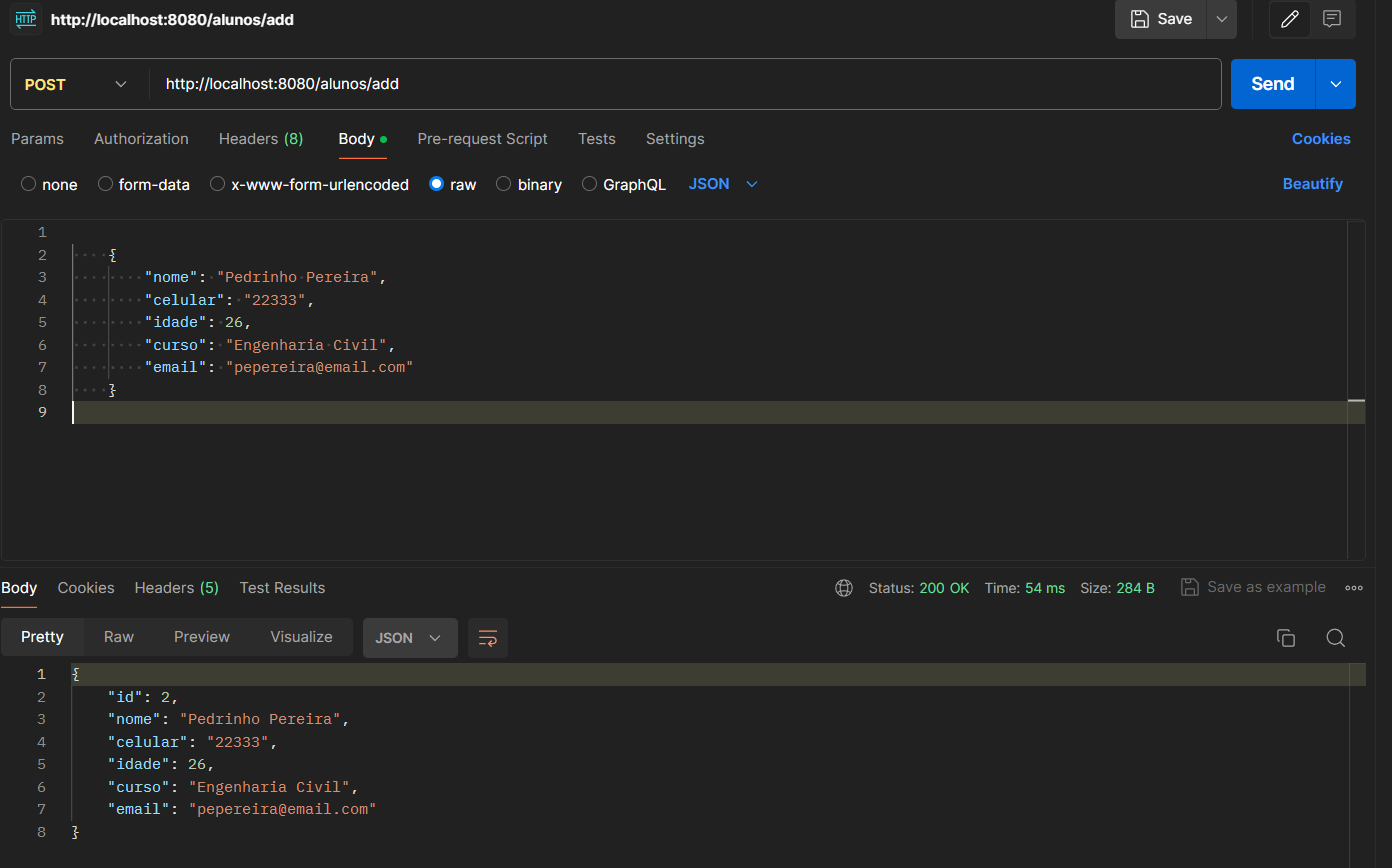 HTTP http://localhost:8080/alunos/add Save
POST http://localhost:8080/alunos/add Send
Params Authorization Headers (8) Body Pre-request Script Tests Settings Cookies
none form-data x-www-form-urlencoded raw binary GraphQL JSON Beautify
1
2 {
3 "nome": "Pedrinho Pereira",
4 "celular": "22333",
5 "idade": 26,
6 "curso": "Engenharia Civil",
7 "email": "pepereira@email.com"
8 }
9
Body Cookies Headers (5) Test Results Status: 200 OK Time: 54 ms Size: 284 B Save as example
Pretty Raw Preview Visualize JSON
1 {
2 "id": 2,
3 "nome": "Pedrinho Pereira",
4 "celular": "22333",
5 "idade": 26,
6 "curso": "Engenharia Civil",
7 "email": "pepereira@email.com"
8 }